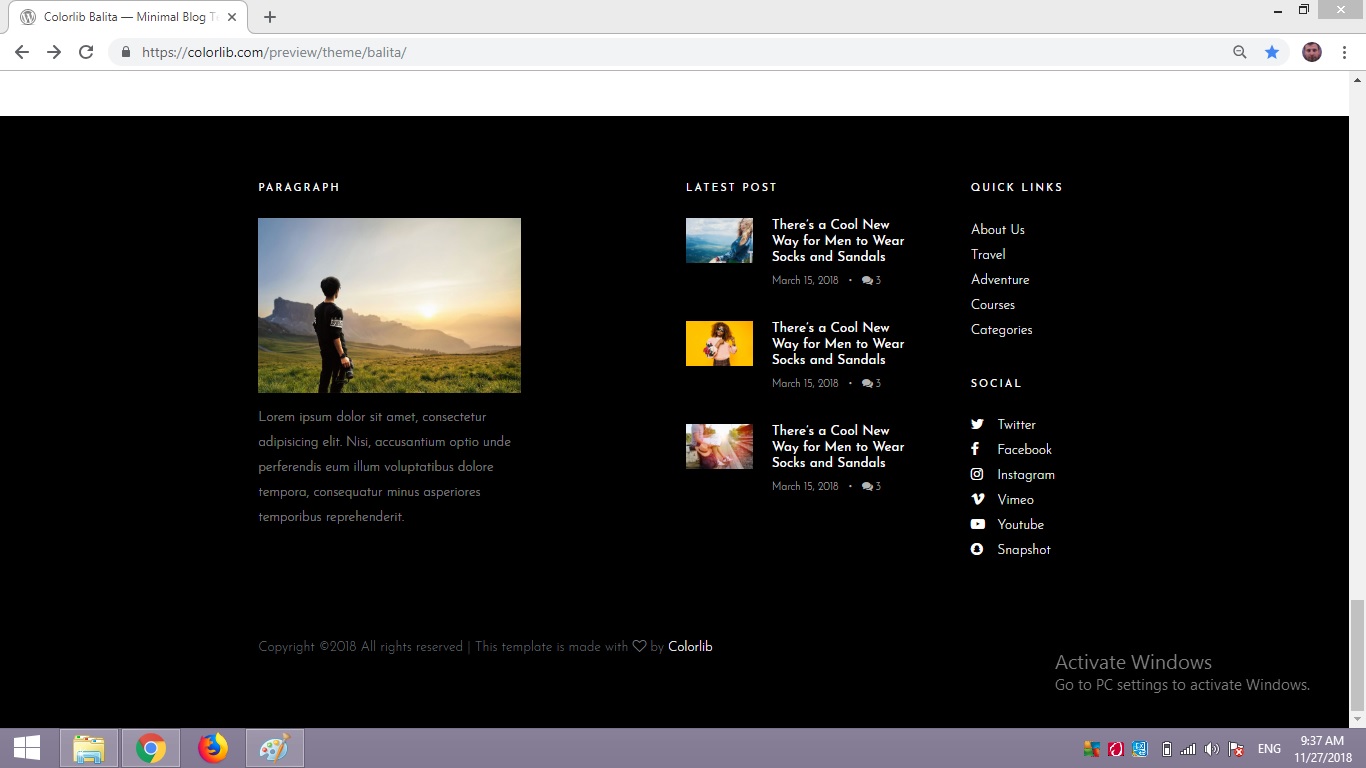 Colorlib Balita — Minimal Blog T
https://colorlib.com/preview/theme/balita/
PARAGRAPH
Lorem ipsum dolor sit amet, consectetur
adipisicing elit. Nisi, accusantium optio unde
perferendis eum illum voluptatibus dolore
tempora, consequatur minus asperiores
temporibus reprehenderit.
LATEST POST
There's a Cool New
Way for Men to Wear
Socks and Sandals
March 15, 2018 • 3
There's a Cool New
Way for Men to Wear
Socks and Sandals
March 15, 2018 • 3
There's a Cool New
Way for Men to Wear
Socks and Sandals
March 15, 2018 • 3
QUICK LINKS
About Us
Travel
Adventure
Courses
Categories
SOCIAL
Twitter
Facebook
Instagram
Vimeo
Youtube
Snapshot
Copyright ©2018 All rights reserved | This template is made with ♡ by Colorlib
Activate Windows
Go to PC settings to activate Windows.
ENG
9:37 AM
11/27/2018